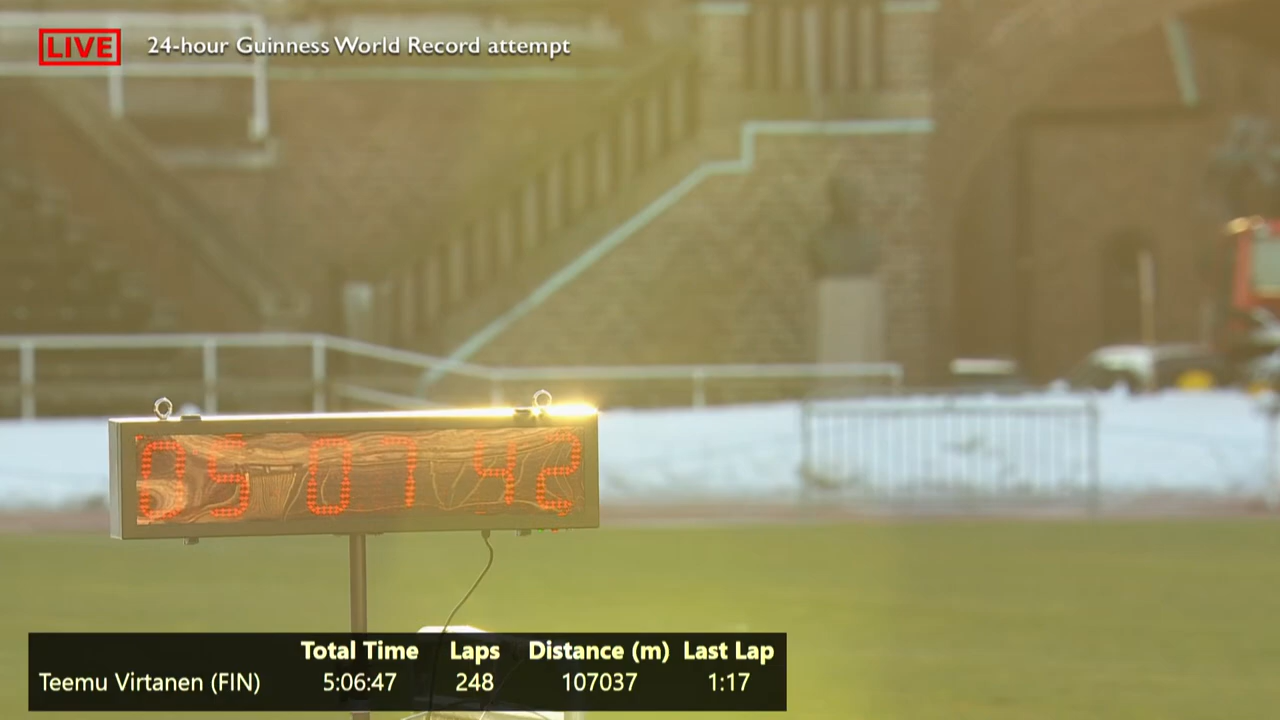 LIVE 24-hour Guinness World Record attempt
05 07 42
Total Time Laps Distance (m) Last Lap
Teemu Virtanen (FIN) 5:06:47 248 107037 1:17